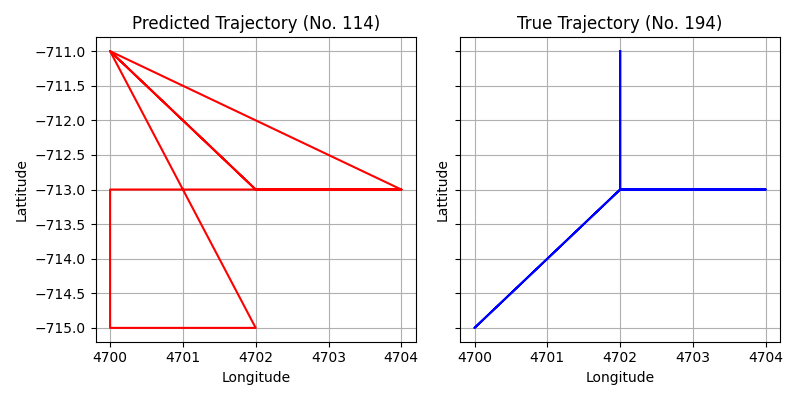 Predicted Trajectory (No. 114)
True Trajectory (No. 194)
Lattitude
−711.0
−711.5
−712.0
−712.5
−713.0
−713.5
−714.0
−714.5
−715.0
4700 4701 4702 4703 4704
Longitude
Lattitude
4700 4701 4702 4703 4704
Longitude